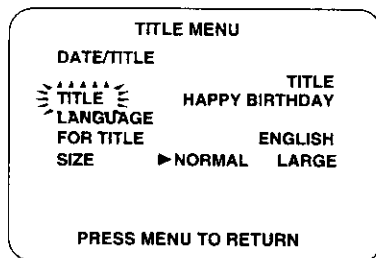 TITLE MENU
DATE/TITLE
TITLE
TITLE HAPPY BIRTHDAY
LANGUAGE
FOR TITLE ENGLISH
SIZE ►NORMAL LARGE
PRESS MENU TO RETURN